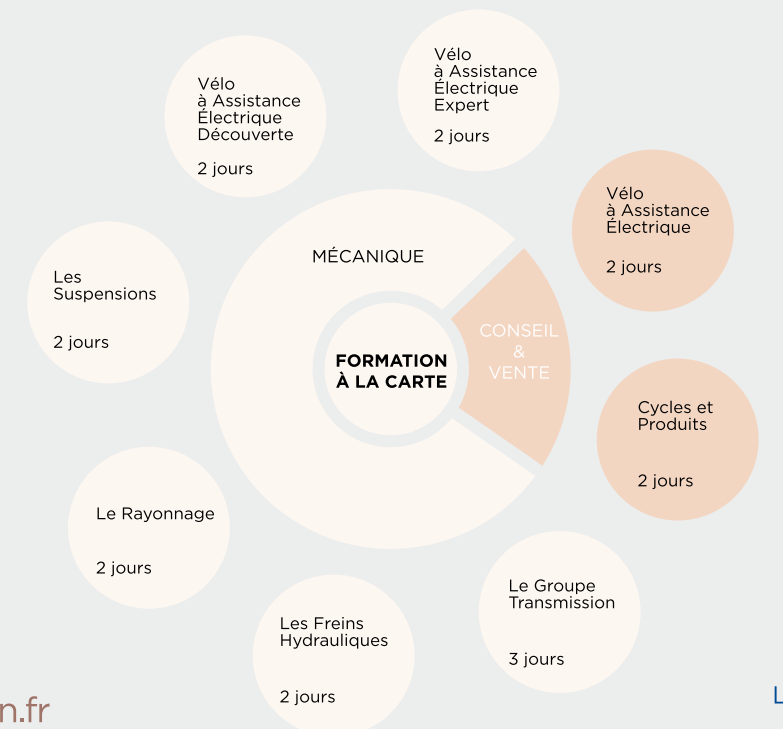 Vélo
à Assistance
Électrique
Expert
2 jours
Vélo
à Assistance
Électrique
Découverte
2 jours
Vélo
à Assistance
Électrique
2 jours
MÉCANIQUE
Les
Suspensions
2 jours
CONSEIL
&
VENTE
FORMATION
À LA CARTE
Cycles et
Produits
2 jours
Le Rayonnage
2 jours
Le Groupe
Transmission
3 jours
Les Freins
Hydrauliques
2 jours
n.fr
L